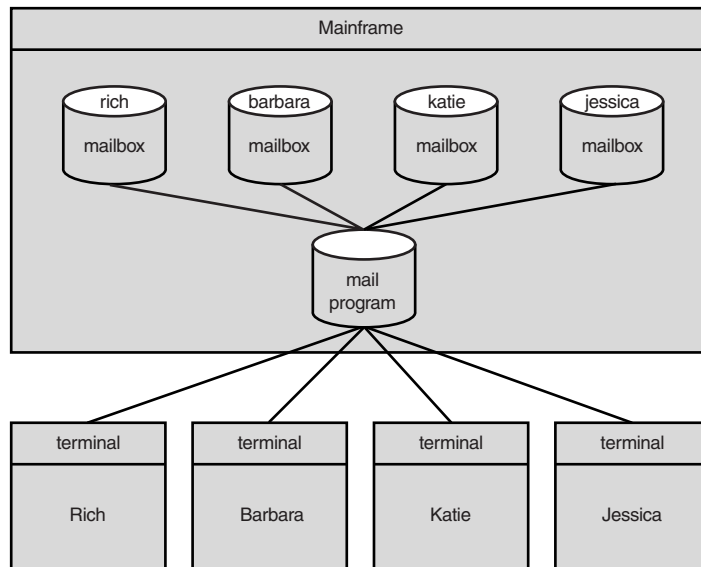 Mainframe
rich
barbara
katie
jessica
mailbox
mailbox
mailbox
mailbox
mail
program
terminal
terminal
terminal
terminal
Rich
Barbara
Katie
Jessica